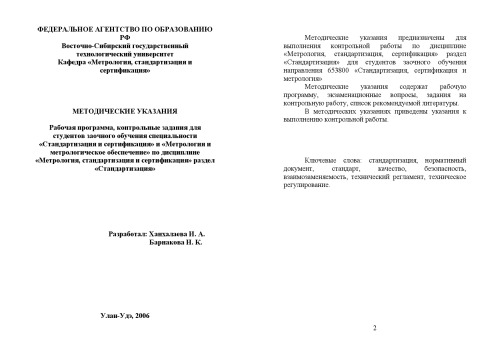 ФЕДЕРАЛЬНОЕ АГЕНТСТВО ПО ОБРАЗОВАНИЮ
РФ
Восточно-Сибирский государственный
технологический университет
Кафедра «Метрология, стандартизация и
сертификация»
МЕТОДИЧЕСКИЕ УКАЗАНИЯ
Рабочая программа, контрольные задания для
студентов заочного обучения специальности
«Стандартизация и сертификация» и «Метрология и
метрологическое обеспечение» по дисциплине
«Метрология, стандартизация и сертификация» раздел
«Стандартизация»
Разработал: Ханхалаева И. А.
Барнакова Н. К.
Улан-Удэ, 2006
Методические указания предназначены для
выполнения контрольной работы по дисциплине
«Метрология, стандартизация и сертификация» раздел
«Стандартизация» для студентов заочного обучения
направления 653800 «Стандартизация, сертификация и
метрология»
Методические указания содержат рабочую
программу, экзаменационные вопросы, задания на
контрольную работу, список рекомендуемой литературы.
В методических указаниях приведены указания к
выполнению контрольной работы.
Ключевые слова: стандартизация, нормативный
документ, стандарт, качество, безопасность,
взаимозаменяемость, технический регламент, техническое
регулирование.
2